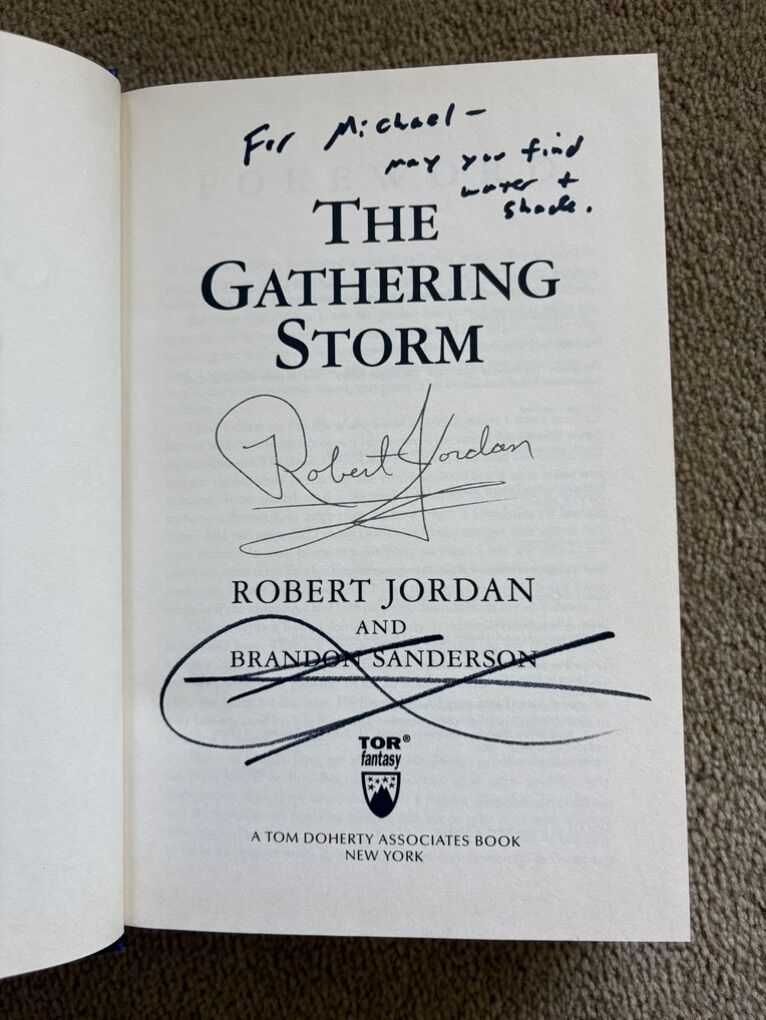 For Michael-
may you find
water +
shade.
FOREWORD
THE
GATHERING
STORM
Robert Jordan
ROBERT JORDAN
AND
BRANDON SANDERSON
TOR®
fantasy
A TOM DOHERTY ASSOCIATES BOOK
NEW YORK